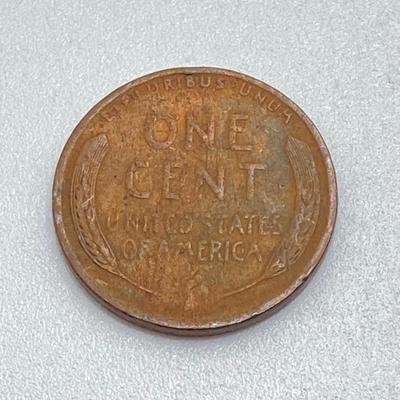 E·PLURIBUS·UNUM
ONE
CENT
UNITED STATES
OF AMERICA